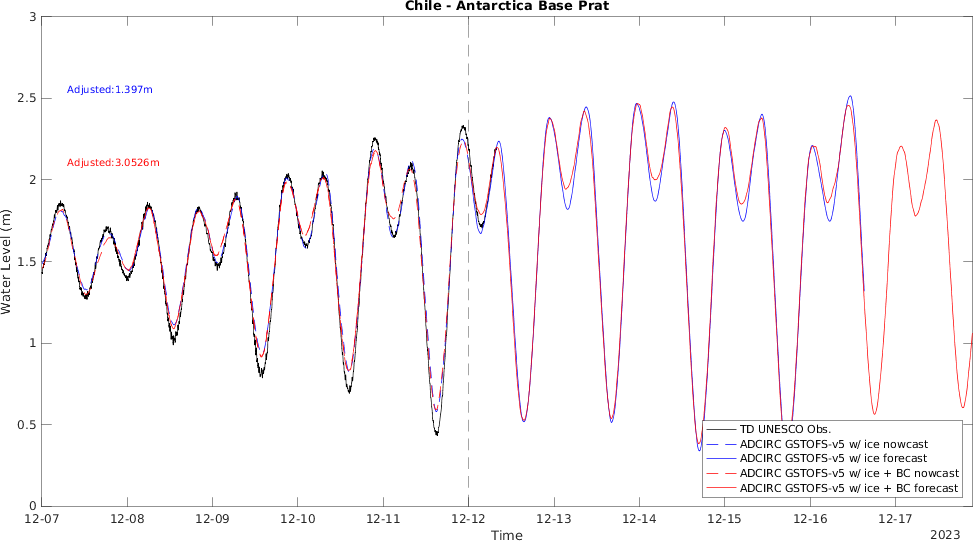 Chile - Antarctica Base Prat
3
2.5
2
1.5
1
0.5
0
Water Level (m)
Adjusted:1.397m
Adjusted:3.0526m
TD UNESCO Obs.
ADCIRC GSTOFS-v5 w/ ice nowcast
ADCIRC GSTOFS-v5 w/ ice forecast
ADCIRC GSTOFS-v5 w/ ice + BC nowcast
ADCIRC GSTOFS-v5 w/ ice + BC forecast
12-07 12-08 12-09 12-10 12-11 12-12 12-13 12-14 12-15 12-16 12-17
Time
2023